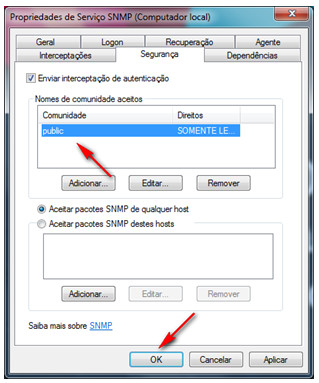 Propriedades de Serviço SNMP (Computador local)
Geral Logon Recuperação Agente
Interceptações Segurança Dependências
Enviar interceptação de autenticação
Nomes de comunidade aceitos
Comunidade Direitos
public SOMENTE LE...
Adicionar... Editar... Remover
Aceitar pacotes SNMP de qualquer host
Aceitar pacotes SNMP destes hosts
Adicionar... Editar... Remover
Saiba mais sobre SNMP
OK Cancelar Aplicar